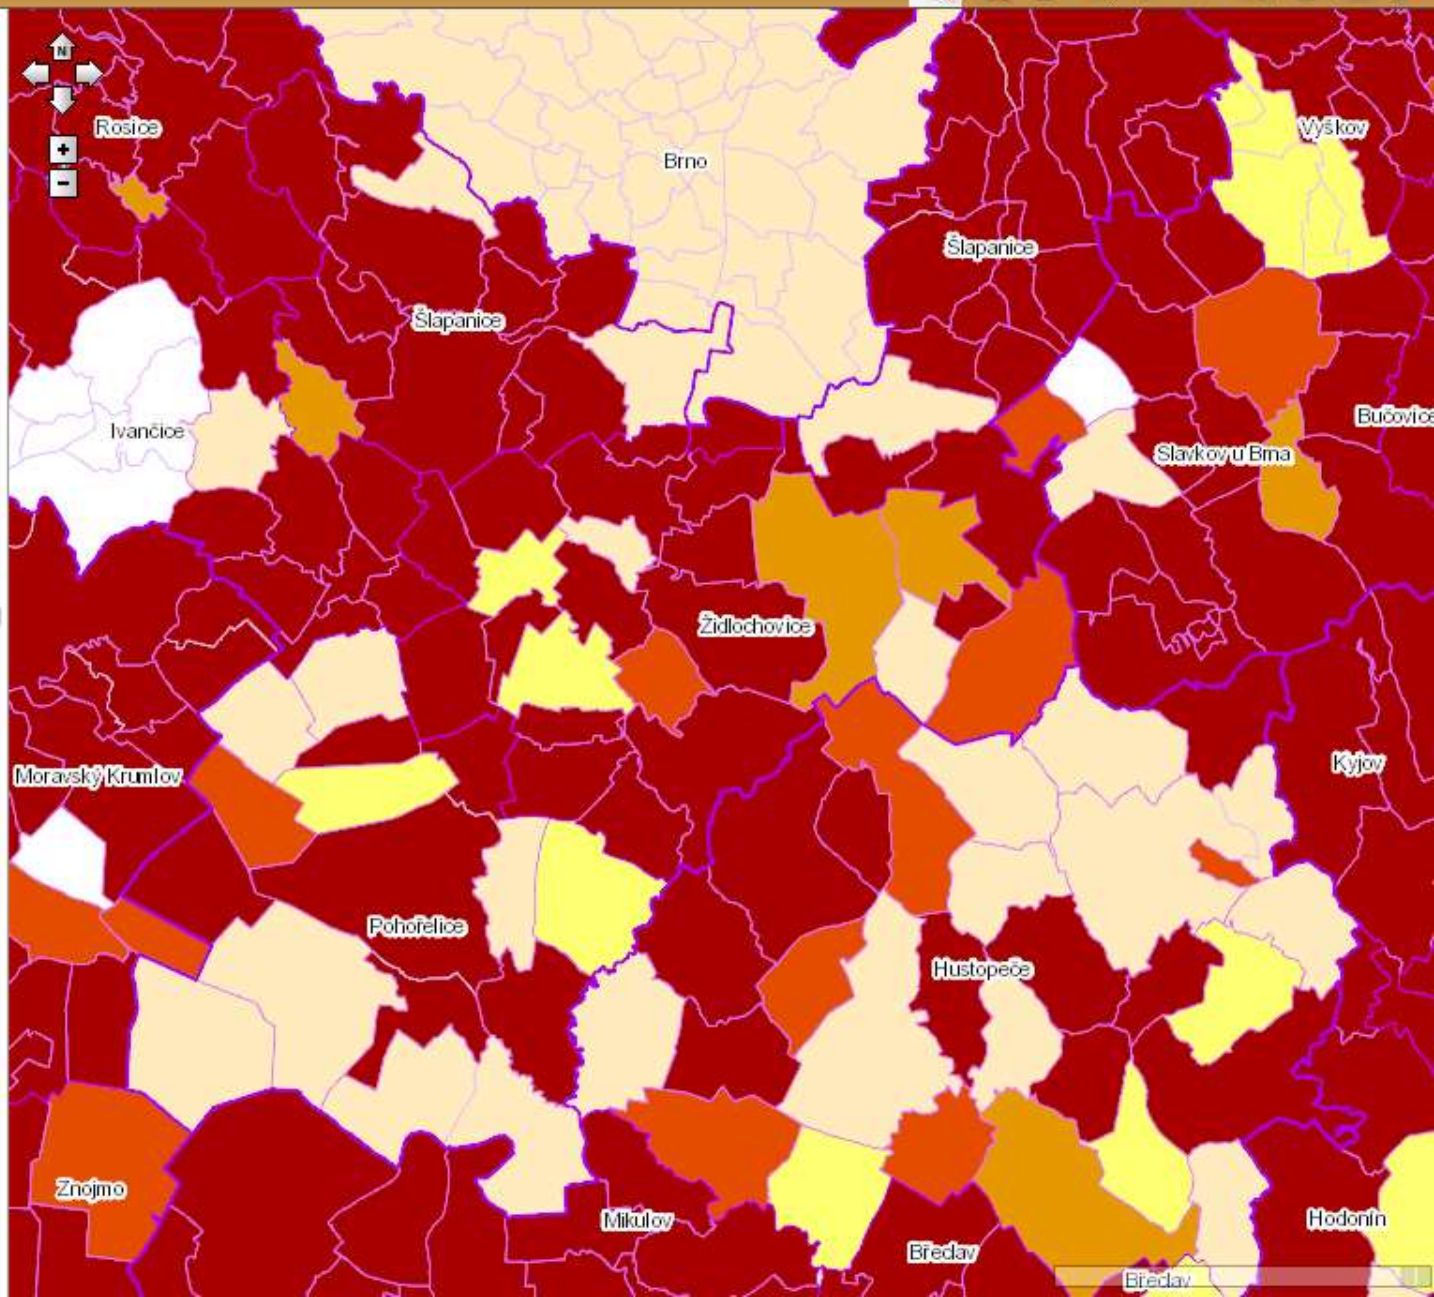 N
Rosice
Vyškov
+
Brno
−
Šlapanice
Šlapanice
Bučovice
Ivančice
Slavkov u Brna
Židlochovice
Kyjov
Moravský Krumlov
Pohořelice
Hustopeče
Znojmo
Mikulov
Hodonín
Břeclav
Břeclav